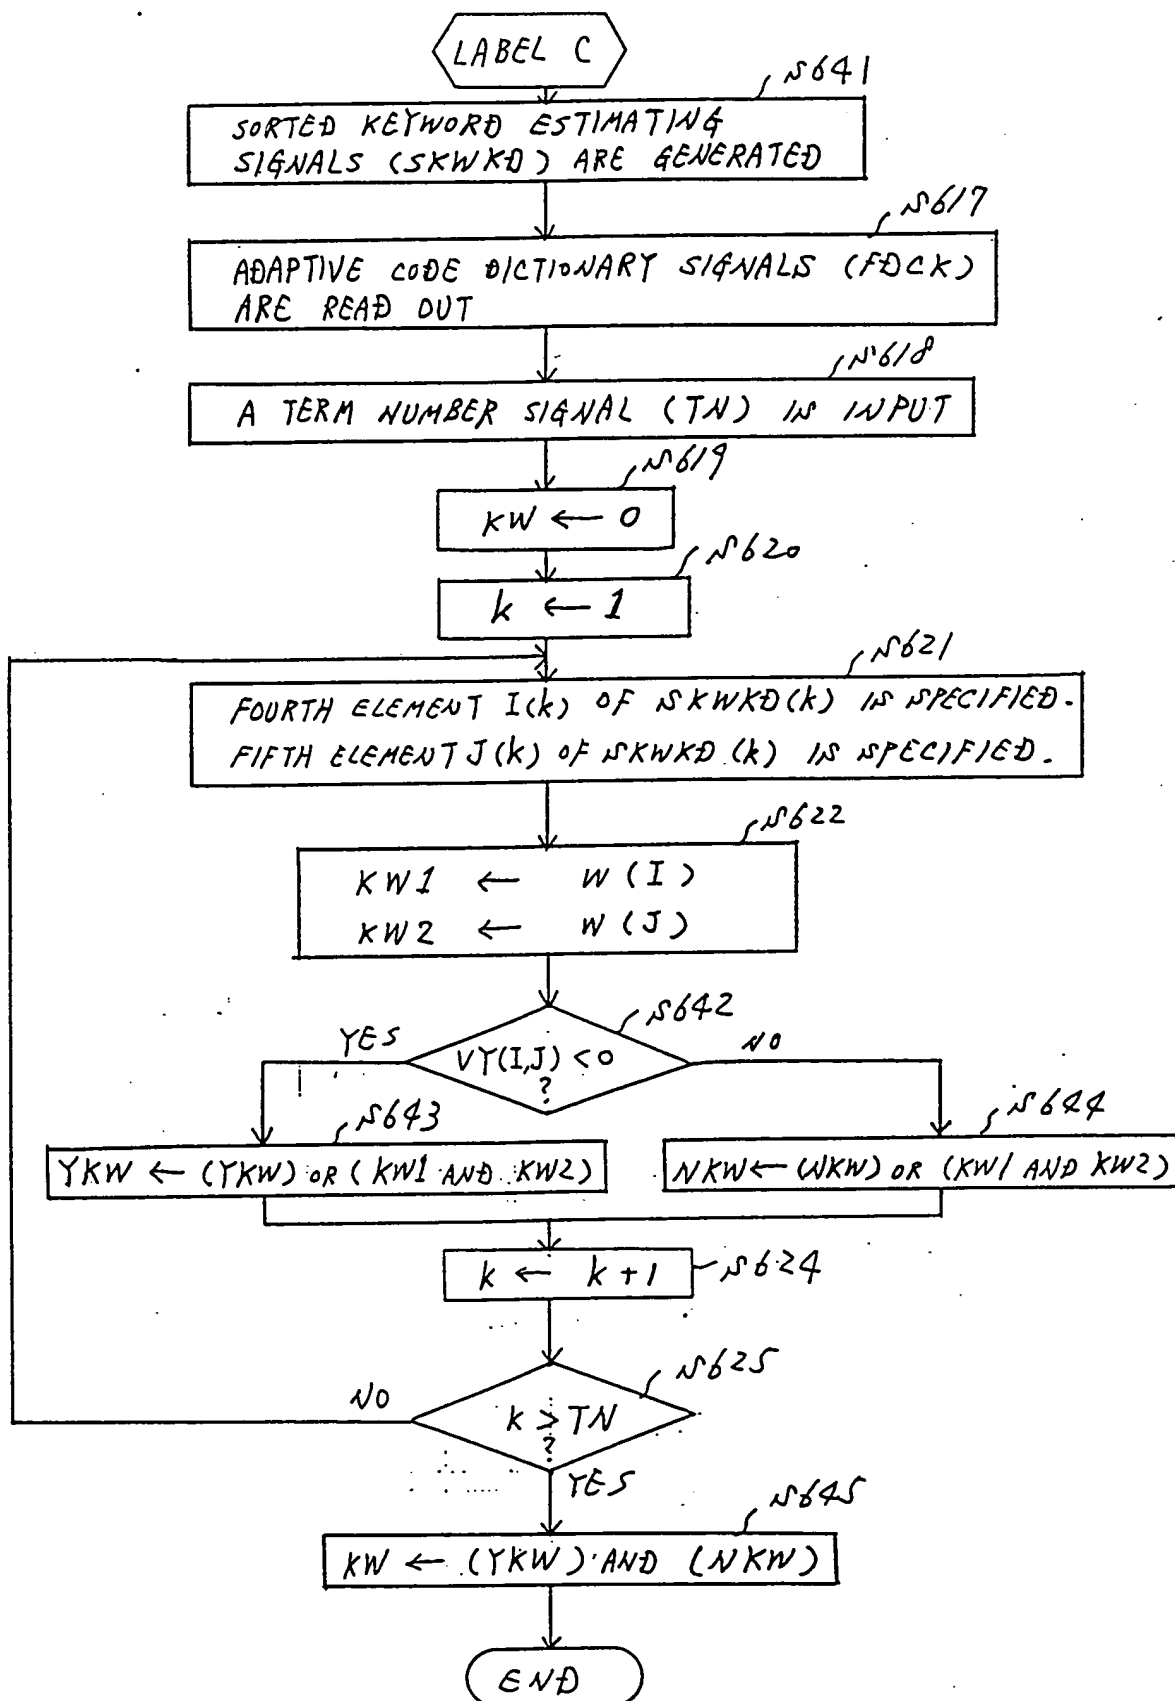 LABEL C
S641
SORTED KEYWORD ESTIMATING
SIGNALS (SKWKD) ARE GENERATED
S617
ADAPTIVE CODE DICTIONARY SIGNALS (FDCK)
ARE READ OUT
S618
A TERM NUMBER SIGNAL (TN) IS INPUT
S619
KW ← 0
S620
k ← 1
S621
FOURTH ELEMENT I(k) OF SKWKD(k) IS SPECIFIED.
FIFTH ELEMENT J(k) OF SKWKD(k) IS SPECIFIED.
S622
KW1 ← W(I)
KW2 ← W(J)
S642
YES
VY(I,J) < 0
?
NO
S643
S644
YKW ← (YKW) OR (KW1 AND KW2)
NKW ← (NKW) OR (KW1 AND KW2)
k ← k+1
S624
S625
NO
k > TN
?
YES
S645
KW ← (YKW) AND (NKW)
END